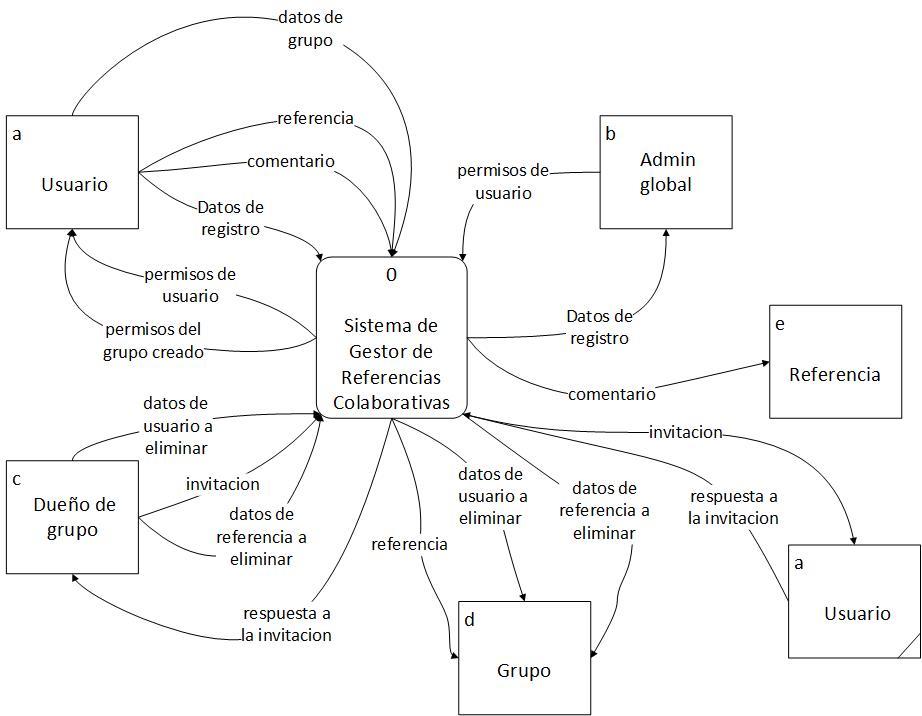 datos de
grupo
a
Usuario
referencia
comentario
Datos de
registro
permisos de
usuario
b
Admin
global
permisos de
usuario
permisos del
grupo creado
0
Sistema de
Gestor de
Referencias
Colaborativas
Datos de
registro
e
Referencia
comentario
datos de
usuario a
eliminar
c
Dueño de
grupo
invitacion
datos de
referencia a
eliminar
respuesta a
la invitacion
referencia
datos de
usuario a
eliminar
datos de
referencia a
eliminar
invitacion
respuesta a
la invitacion
d
Grupo
a
Usuario